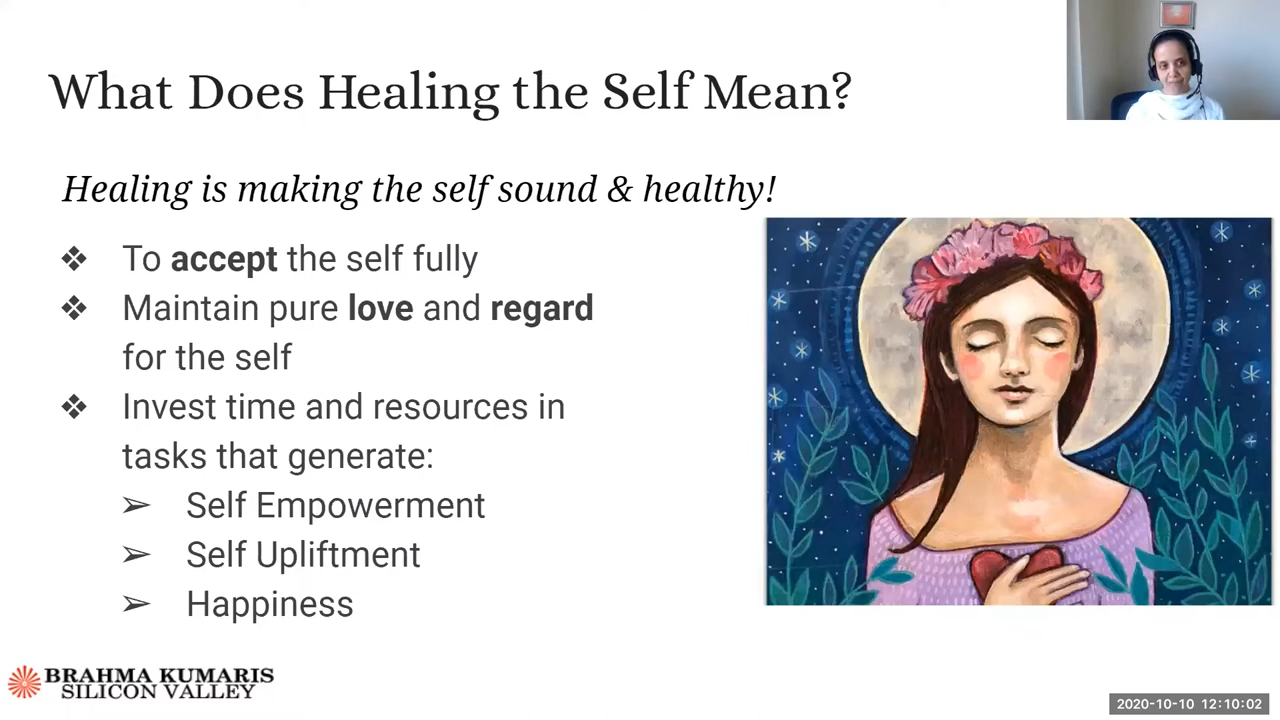 What Does Healing the Self Mean?
Healing is making the self sound & healthy!
❖ To accept the self fully
❖ Maintain pure love and regard
for the self
❖ Invest time and resources in
tasks that generate:
➢ Self Empowerment
➢ Self Upliftment
➢ Happiness
BRAHMA KUMARIS
SILICON VALLEY
2020-10-10 12:10:02